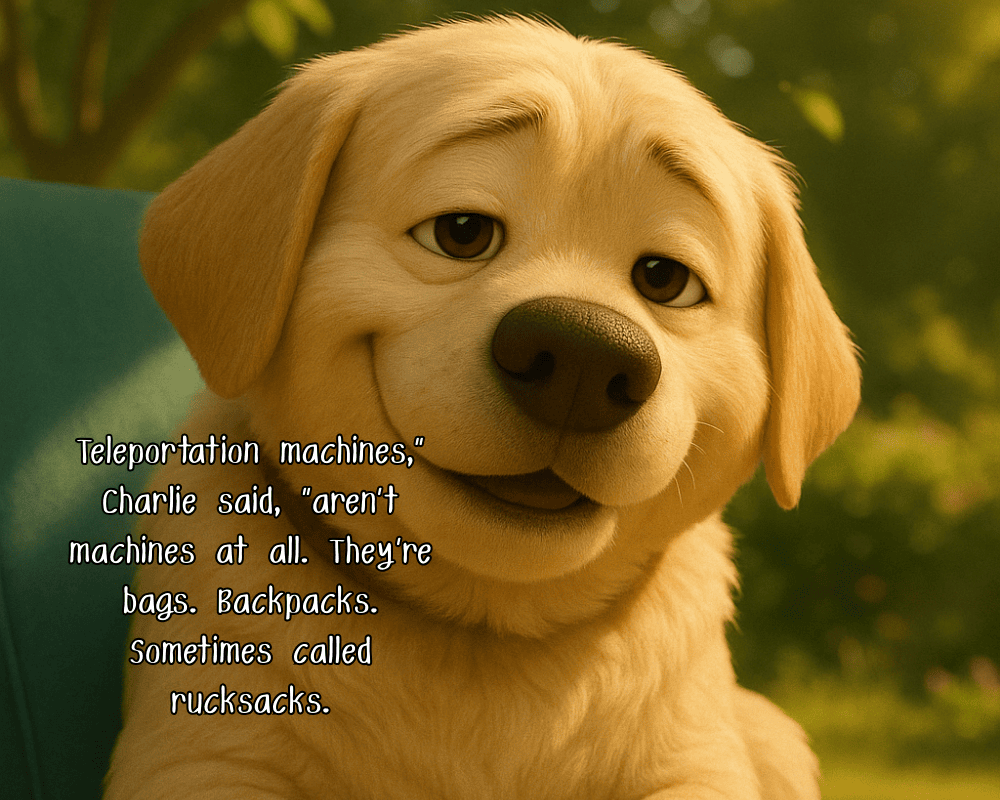 Teleportation machines,"
Charlie said, "aren't
machines at all. They're
bags. Backpacks.
Sometimes called
rucksacks.